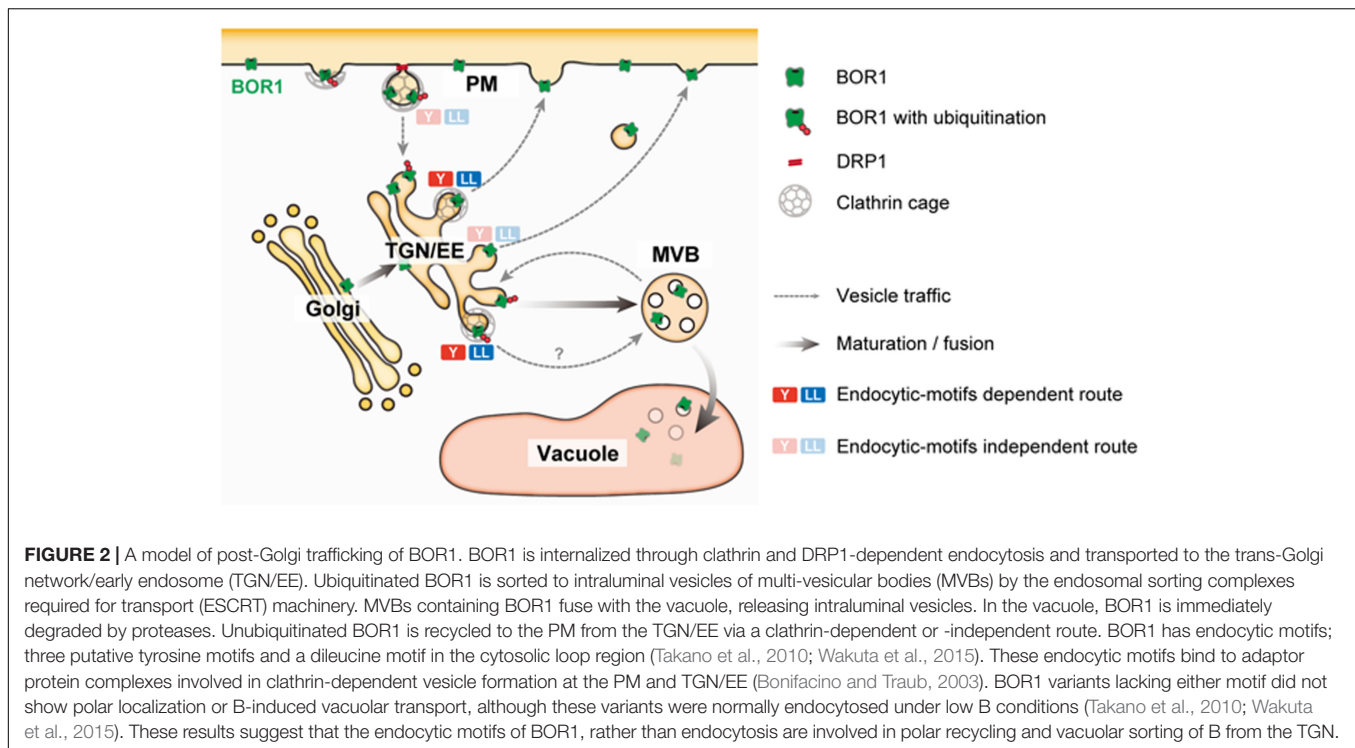 BOR1
PM
Y LL
Y LL
Y LL
TGN/EE
MVB
Golgi
Y LL
?
Vacuole
BOR1
BOR1 with ubiquitination
DRP1
Clathrin cage
Vesicle traffic
Maturation / fusion
Y LL Endocytic-motifs dependent route
Y LL Endocytic-motifs independent route
FIGURE 2 | A model of post-Golgi trafficking of BOR1. BOR1 is internalized through clathrin and DRP1-dependent endocytosis and transported to the trans-Golgi
network/early endosome (TGN/EE). Ubiquitinated BOR1 is sorted to intraluminal vesicles of multi-vesicular bodies (MVBs) by the endosomal sorting complexes
required for transport (ESCRT) machinery. MVBs containing BOR1 fuse with the vacuole, releasing intraluminal vesicles. In the vacuole, BOR1 is immediately
degraded by proteases. Unubiquitinated BOR1 is recycled to the PM from the TGN/EE via a clathrin-dependent or -independent route. BOR1 has endocytic motifs;
three putative tyrosine motifs and a dileucine motif in the cytosolic loop region (Takano et al., 2010; Wakuta et al., 2015). These endocytic motifs bind to adaptor
protein complexes involved in clathrin-dependent vesicle formation at the PM and TGN/EE (Bonifacino and Traub, 2003). BOR1 variants lacking either motif did not
show polar localization or B-induced vacuolar transport, although these variants were normally endocytosed under low B conditions (Takano et al., 2010; Wakuta
et al., 2015). These results suggest that the endocytic motifs of BOR1, rather than endocytosis are involved in polar recycling and vacuolar sorting of B from the TGN.